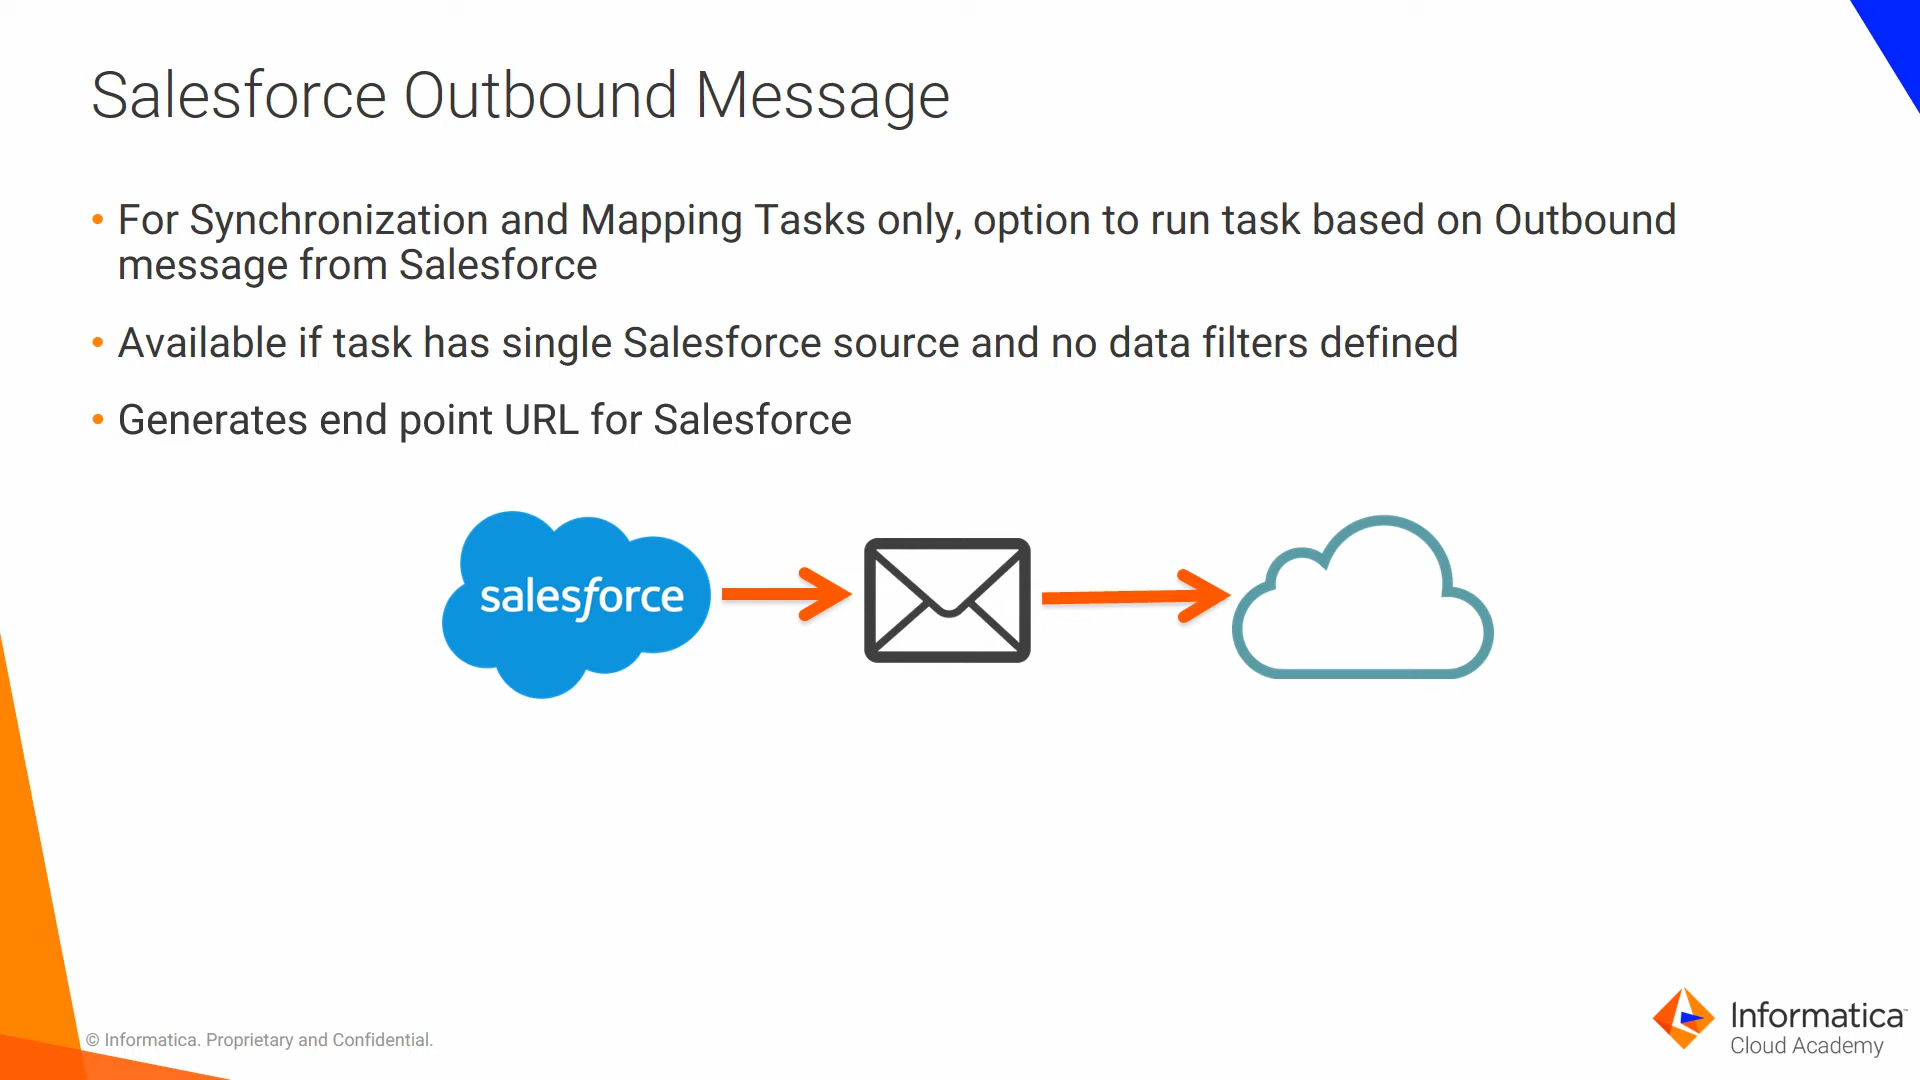 Salesforce Outbound Message
• For Synchronization and Mapping Tasks only, option to run task based on Outbound
message from Salesforce
• Available if task has single Salesforce source and no data filters defined
• Generates end point URL for Salesforce
salesforce
© Informatica. Proprietary and Confidential.
Informatica™
Cloud Academy